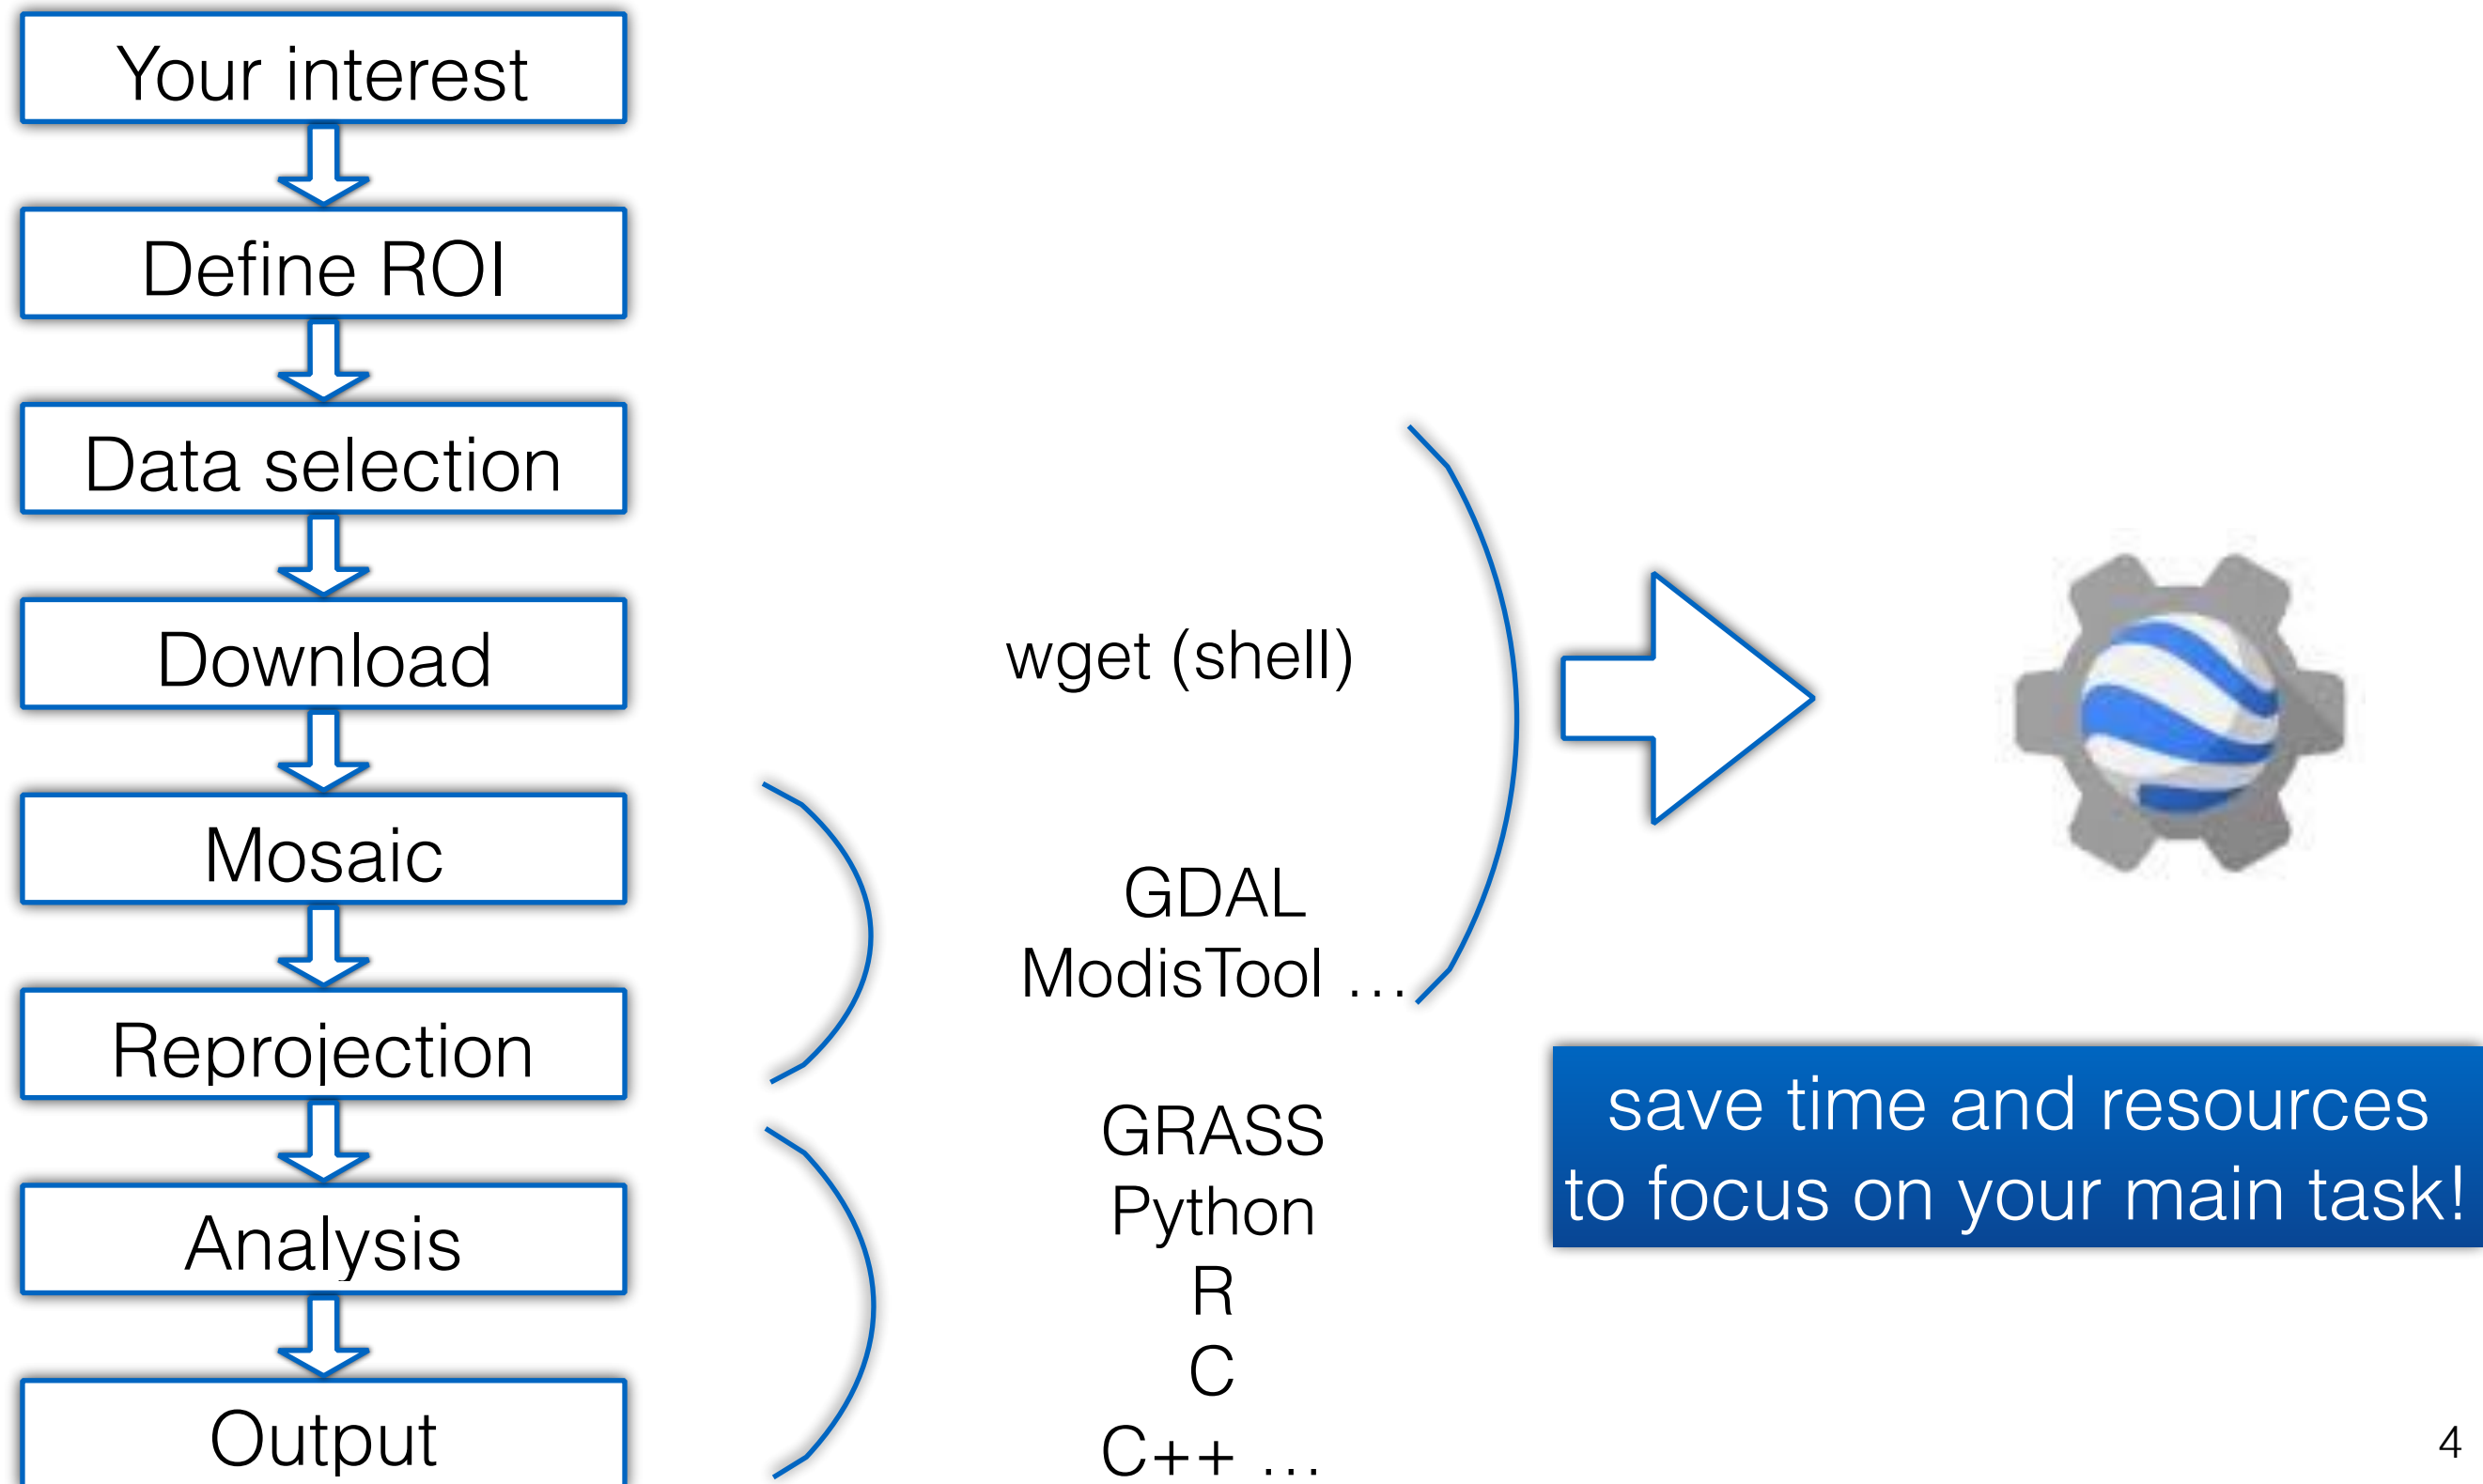 Your interest
Define ROI
Data selection
Download
Mosaic
Reprojection
Analysis
Output
wget (shell)
GDAL
ModisTool …
GRASS
Python
R
C
C++ …
save time and resources
to focus on your main task!
4